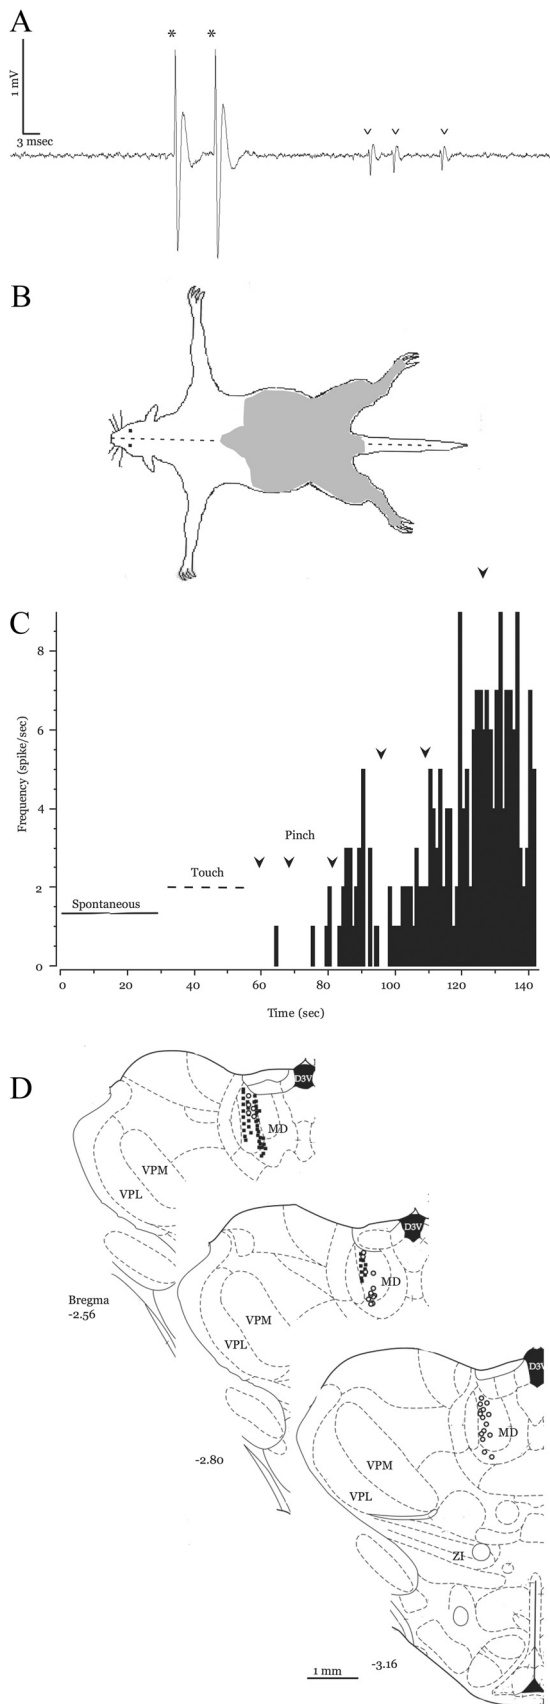 A
* *
1 mV
3 msec
B
C
8
6
4
2
0
Frequency (spike/sec)
Spontaneous
Touch
Pinch
0 20 40 60 80 100 120 140
Time (sec)
D
D3V
MD
VPM
VPL
Bregma
-2.56
D3V
MD
VPM
VPL
-2.80
D3V
MD
VPM
VPL
ZI
1 mm
-3.16